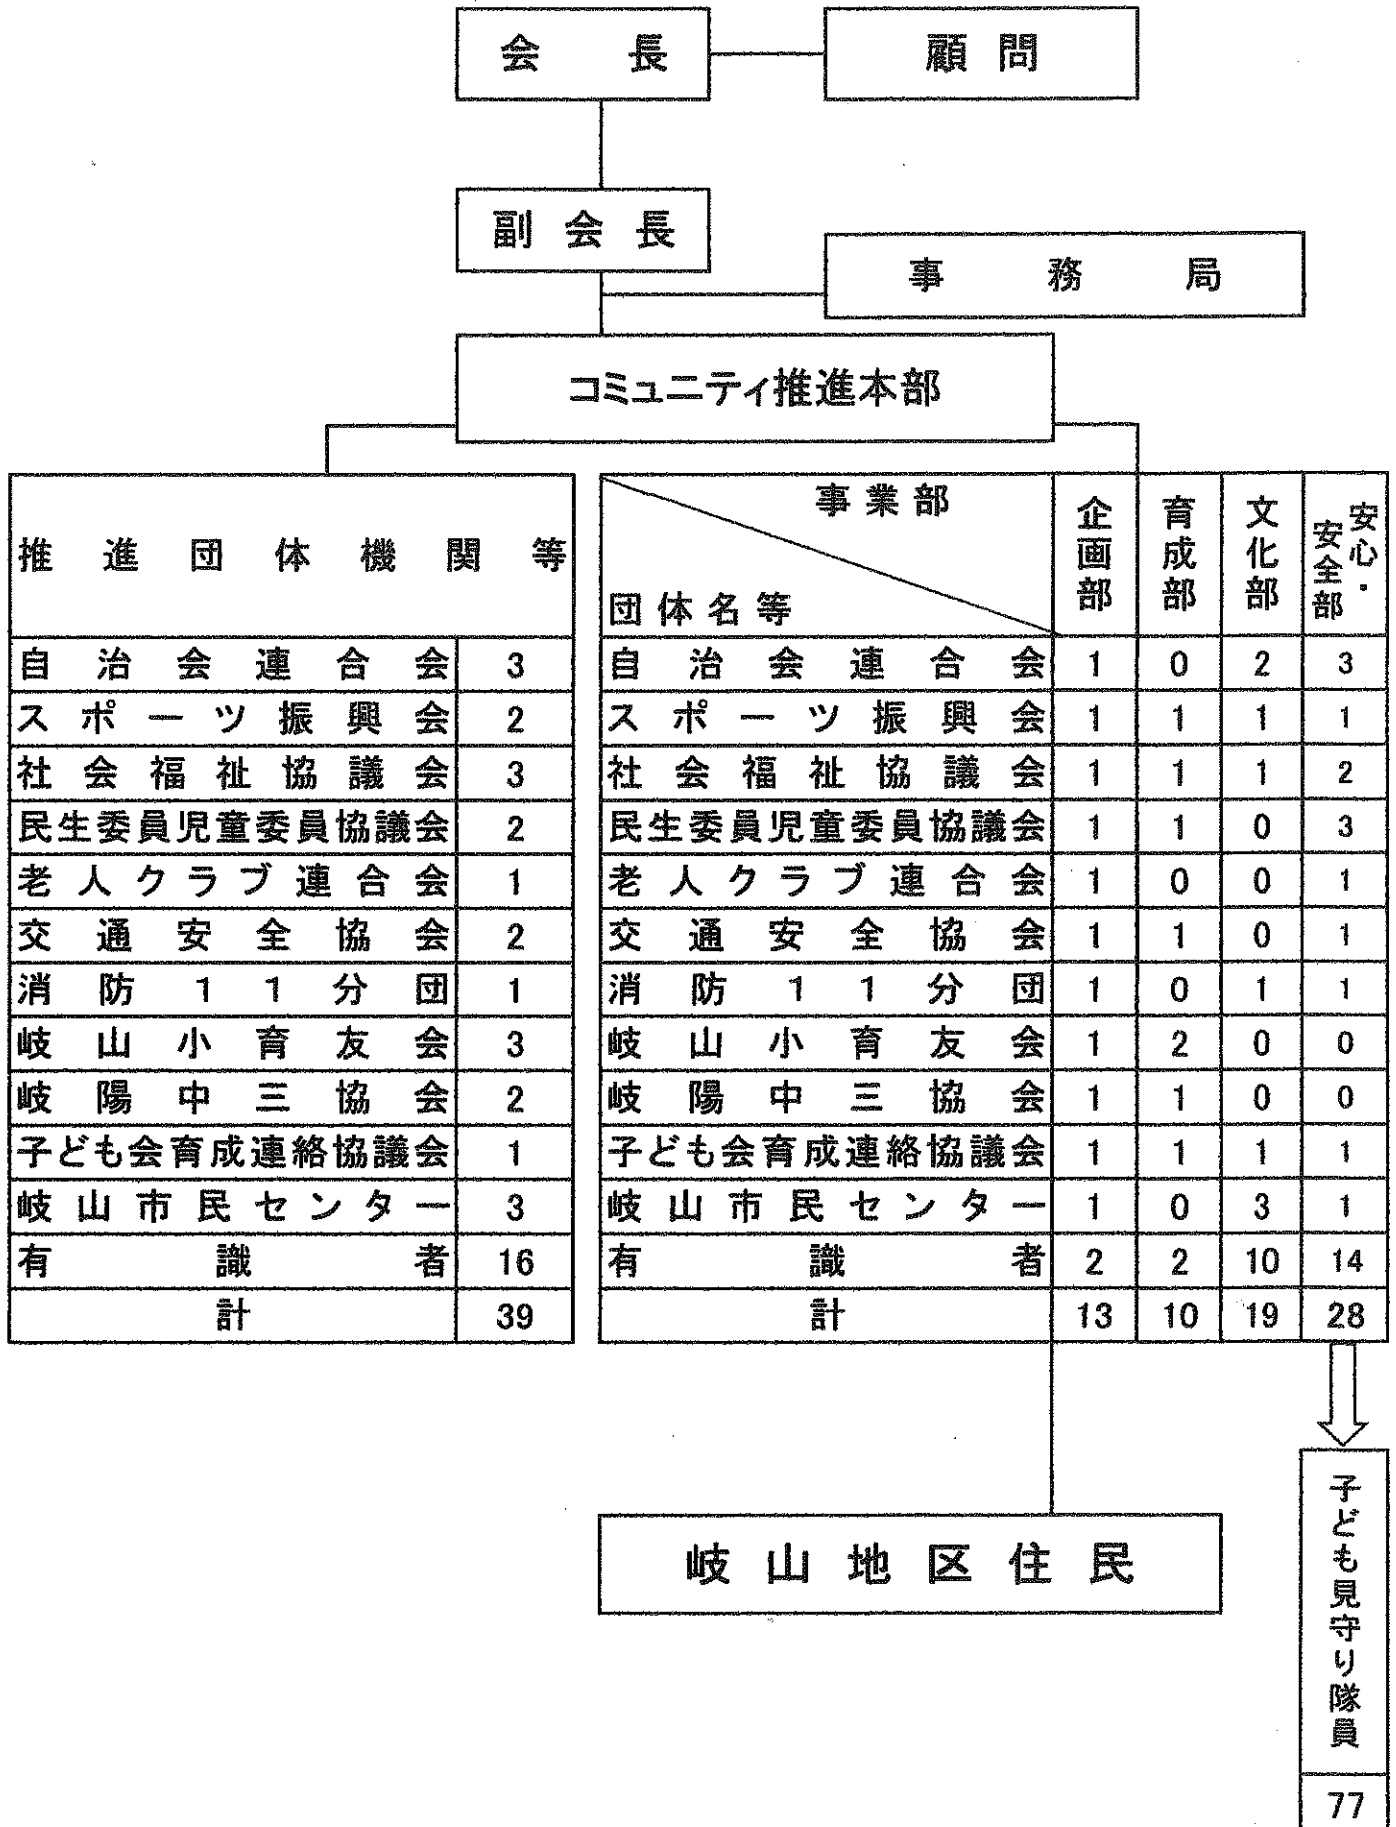 会長
顧問
副会長
事務局
コミュニティ推進本部
推進団体機関等
自治会連合会 3
スポーツ振興会 2
社会福祉協議会 3
民生委員児童委員協議会 2
老人クラブ連合会 1
交通安全協会 2
消防11分団 1
岐山小育友会 3
岐陽中三協会 2
子ども会育成連絡協議会 1
岐山市民センター 3
有識者 16
計 39
事業部
団体名等
企画部
育成部
文化部
安心・安全部
自治会連合会 1 0 2 3
スポーツ振興会 1 1 1 1
社会福祉協議会 1 1 1 2
民生委員児童委員協議会 1 1 0 3
老人クラブ連合会 1 0 0 1
交通安全協会 1 1 0 1
消防11分団 1 0 1 1
岐山小育友会 1 2 0 0
岐陽中三協会 1 1 0 0
子ども会育成連絡協議会 1 1 1 1
岐山市民センター 1 0 3 1
有識者 2 2 10 14
計 13 10 19 28
岐山地区住民
子ども見守り隊員
77